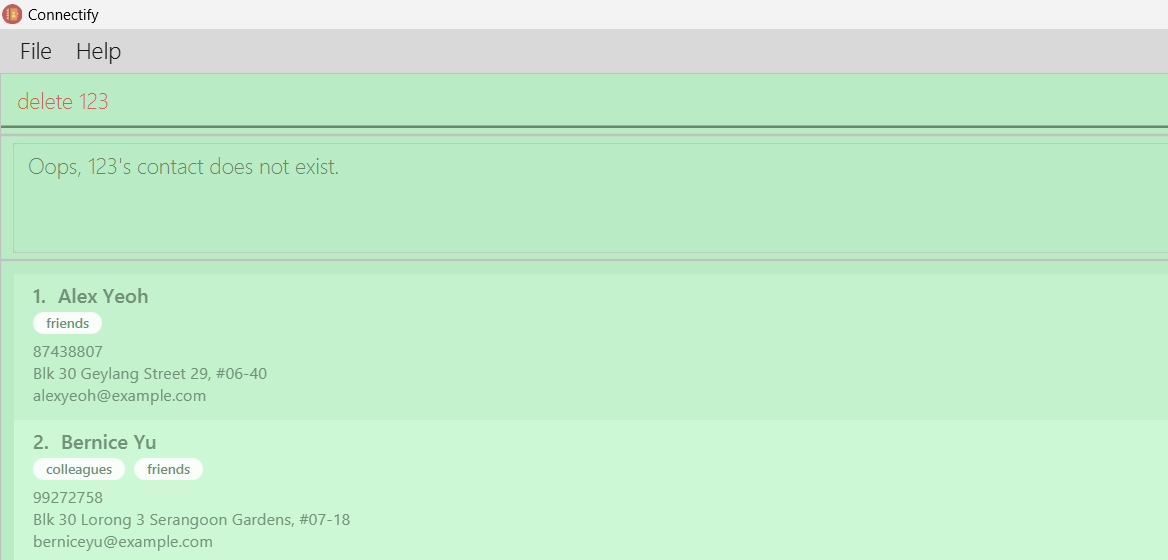 Connectify
File Help
delete 123
Oops, 123's contact does not exist.
1. Alex Yeoh
friends
87438807
Blk 30 Geylang Street 29, #06-40
alexyeoh@example.com
2. Bernice Yu
colleagues friends
99272758
Blk 30 Lorong 3 Serangoon Gardens, #07-18
berniceyu@example.com